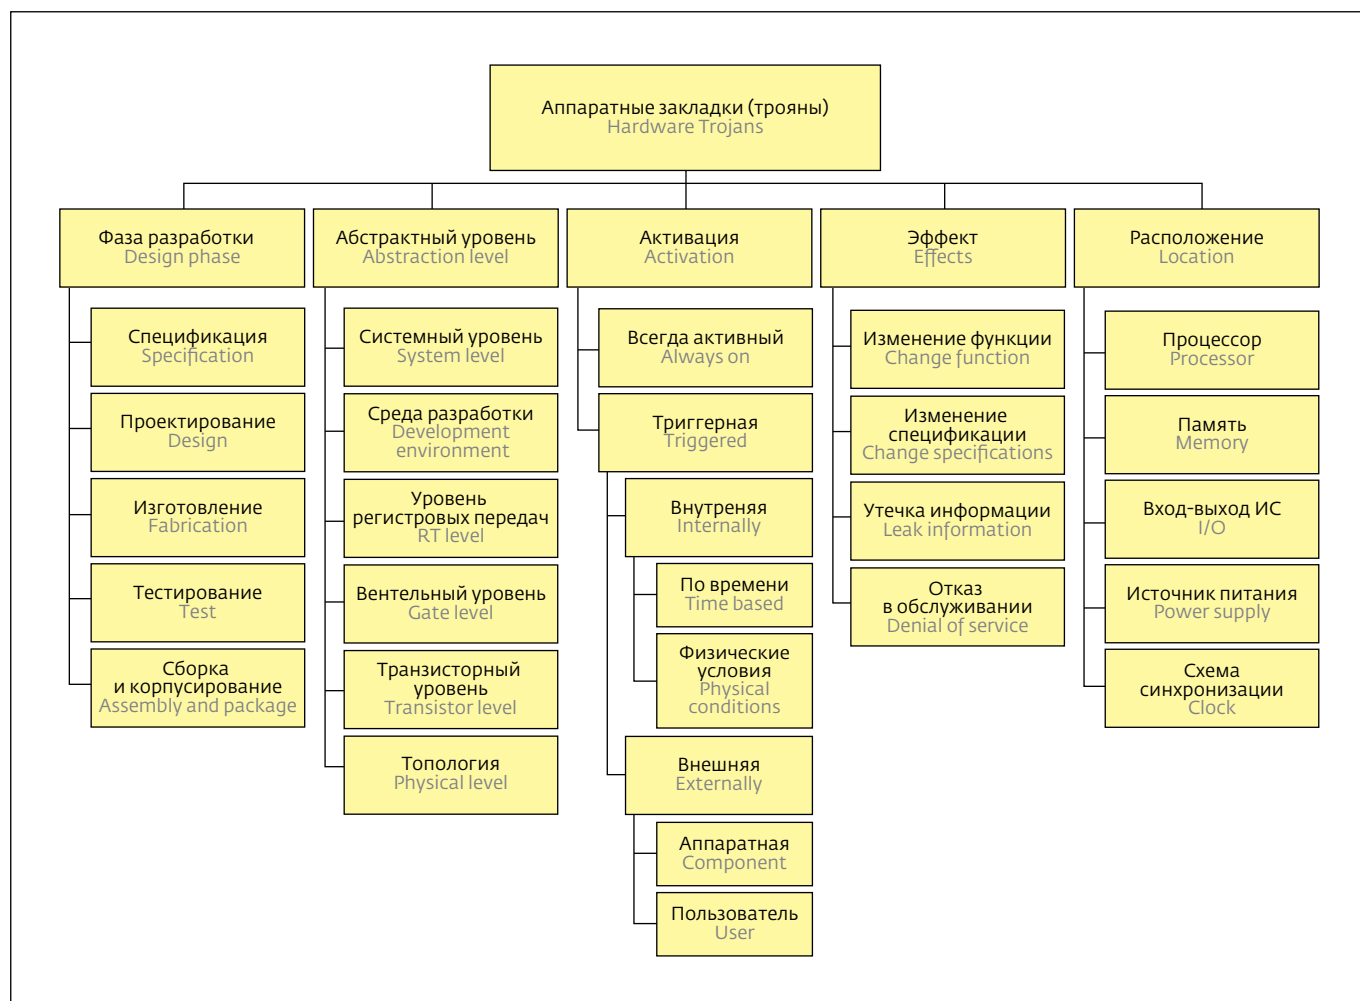 Аппаратные закладки (трояны)
Hardware Trojans
Фаза разработки
Design phase
Спецификация
Specification
Проектирование
Design
Изготовление
Fabrication
Тестирование
Test
Сборка
и корпусирование
Assembly and package
Абстрактный уровень
Abstraction level
Системный уровень
System level
Среда разработки
Development
environment
Уровень
регистровых передач
RT level
Вентельный уровень
Gate level
Транзисторный
уровень
Transistor level
Топология
Physical level
Активация
Activation
Всегда активный
Always on
Триггерная
Triggered
Внутреняя
Internally
По времени
Time based
Физические
условия
Physical
conditions
Внешняя
Externally
Аппаратная
Component
Пользователь
User
Эффект
Effects
Изменение функции
Change function
Изменение
спецификации
Change specifications
Утечка информации
Leak information
Отказ
в обслуживании
Denial of service
Расположение
Location
Процессор
Processor
Память
Memory
Вход-выход ИС
I/O
Источник питания
Power supply
Схема
синхронизации
Clock